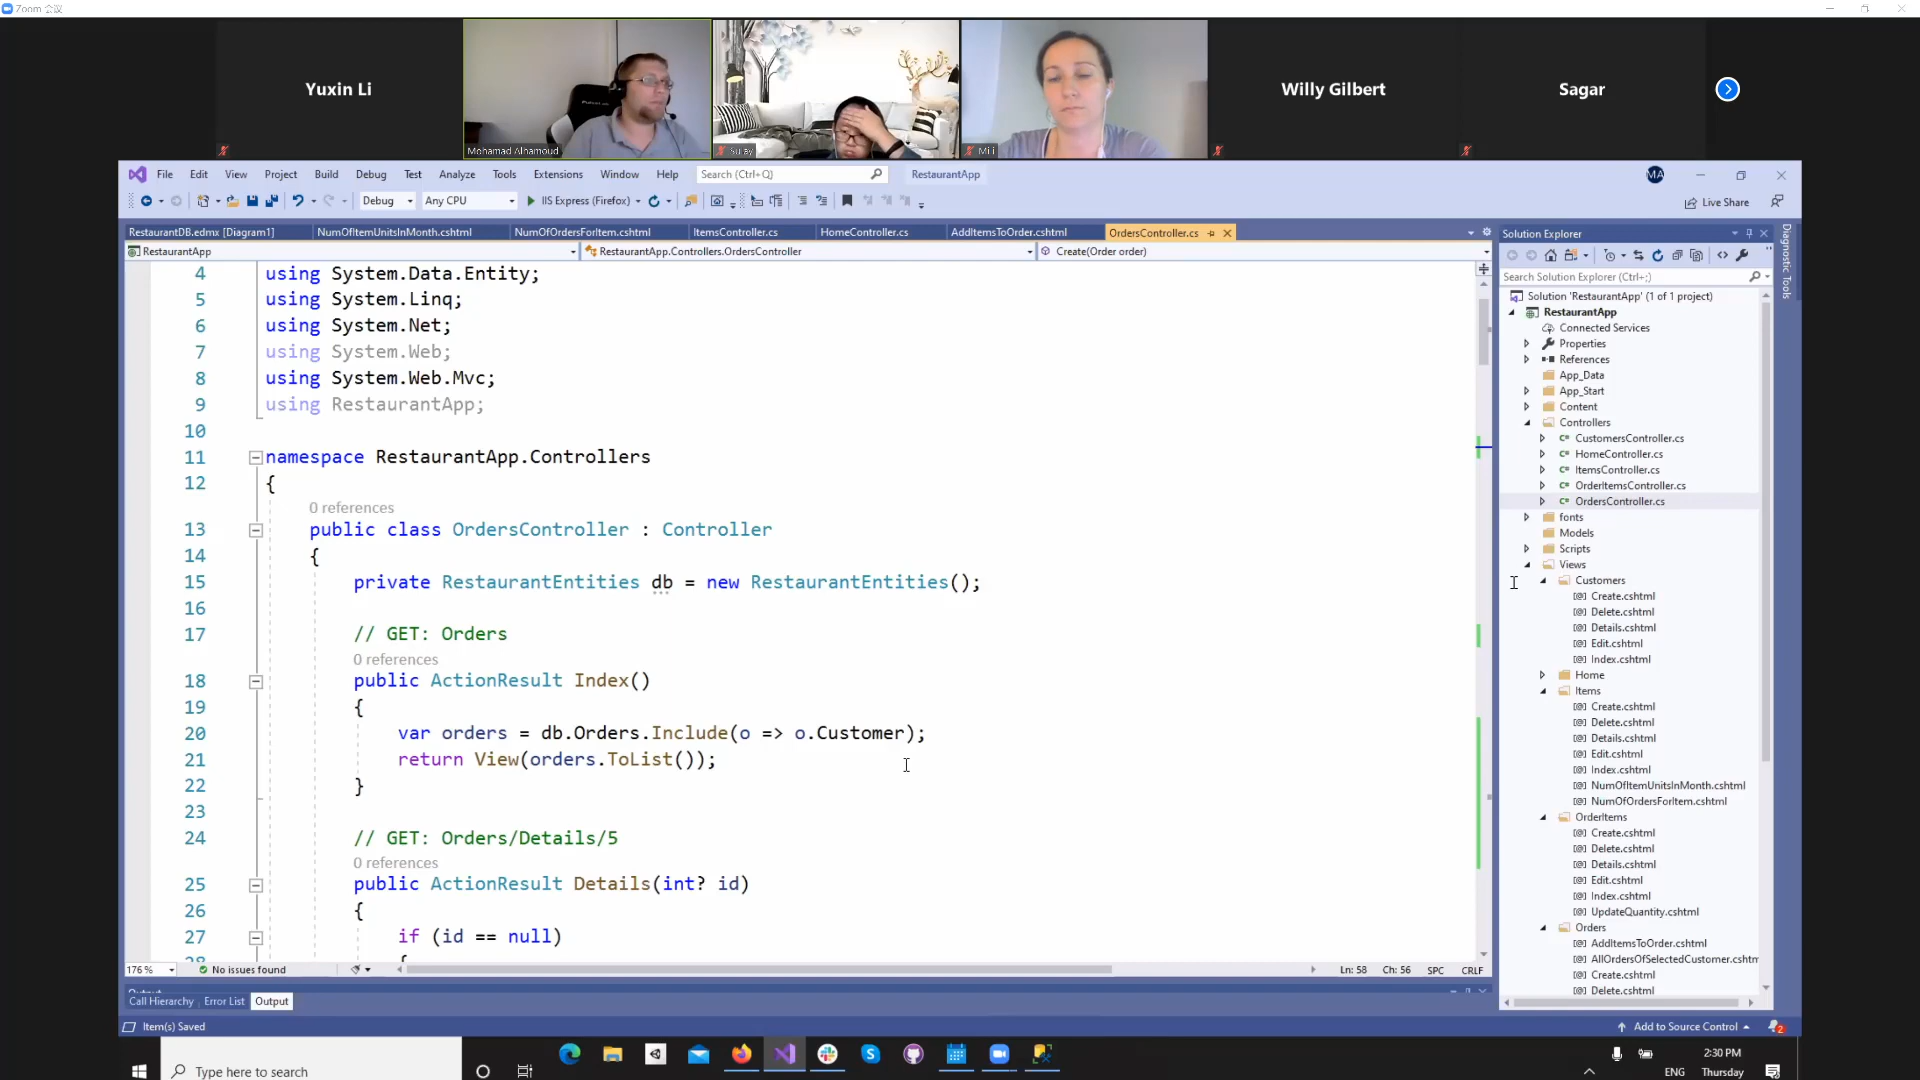 Zoom 会议
Yuxin Li
Mohamad Alhamoud
Willy Gilbert
Sagar
File Edit View Project Build Debug Test Analyze Tools Extensions Window Help Search (Ctrl+Q) RestaurantApp MA
Debug Any CPU IIS Express (Firefox) Live Share
RestaurantDB.edmx [Diagram1] NumOfItemUnitsInMonth.cshtml NumOfOrdersForItem.cshtml ItemsController.cs HomeController.cs AddItemsToOrder.cshtml OrdersController.cs
RestaurantApp RestaurantApp.Controllers.OrdersController Create(Order order)
4 using System.Data.Entity;
5 using System.Linq;
6 using System.Net;
7 using System.Web;
8 using System.Web.Mvc;
9 using RestaurantApp;
10
11 namespace RestaurantApp.Controllers
12 {
0 references
13 public class OrdersController : Controller
14 {
15 private RestaurantEntities db = new RestaurantEntities();
16
17 // GET: Orders
0 references
18 public ActionResult Index()
19 {
20 var orders = db.Orders.Include(o => o.Customer);
21 return View(orders.ToList());
22 }
23
24 // GET: Orders/Details/5
0 references
25 public ActionResult Details(int? id)
26 {
27 if (id == null)
28 {
176 % No issues found Ln: 58 Ch: 56 SPC CRLF
Output
Call Hierarchy Error List Output
Item(s) Saved Add to Source Control 2
Solution Explorer
Search Solution Explorer (Ctrl+;)
Solution 'RestaurantApp' (1 of 1 project)
RestaurantApp
Connected Services
Properties
References
App_Data
App_Start
Content
Controllers
CustomersController.cs
HomeController.cs
ItemsController.cs
OrderItemsController.cs
OrdersController.cs
fonts
Models
Scripts
Views
Customers
Create.cshtml
Delete.cshtml
Details.cshtml
Edit.cshtml
Index.cshtml
Home
Items
Create.cshtml
Delete.cshtml
Details.cshtml
Edit.cshtml
Index.cshtml
NumOfItemUnitsInMonth.cshtml
NumOfOrdersForItem.cshtml
OrderItems
Create.cshtml
Delete.cshtml
Details.cshtml
Edit.cshtml
Index.cshtml
UpdateQuantity.cshtml
Orders
AddItemsToOrder.cshtml
AllOrdersOfSelectedCustomer.cshtm
Create.cshtml
Delete.cshtml
Diagnostic Tools
Type here to search
ENG
2:30 PM
Thursday